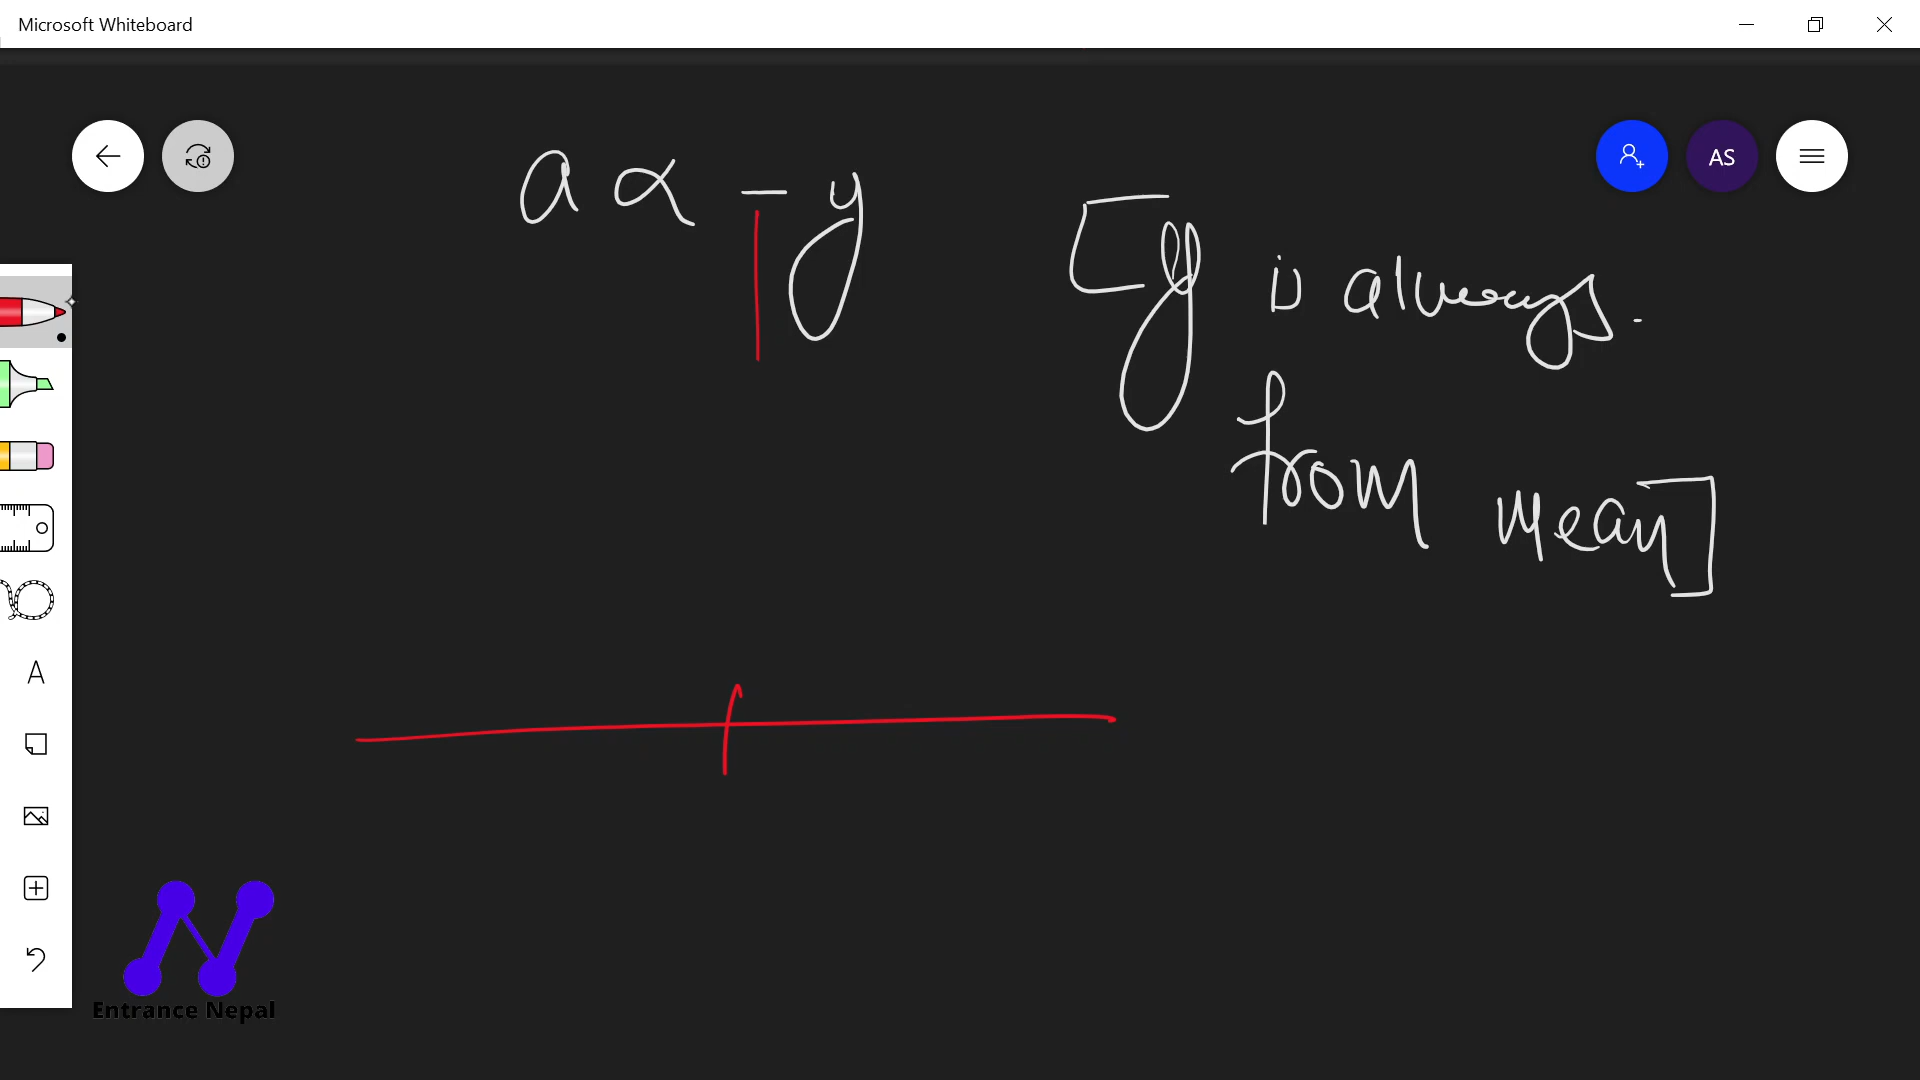 Microsoft Whiteboard
AS
a ∝ - y
[y is always.
from mean]
A
Entrance Nepal